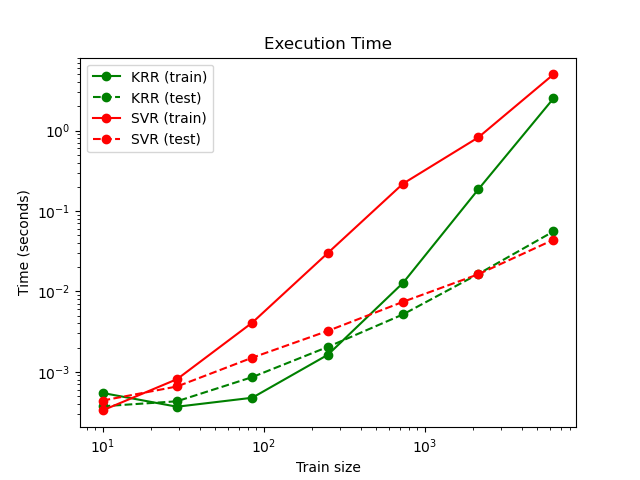 Execution Time
KRR (train)
KRR (test)
SVR (train)
SVR (test)
Time (seconds)
10⁰
10⁻¹
10⁻²
10⁻³
10¹
10²
10³
Train size